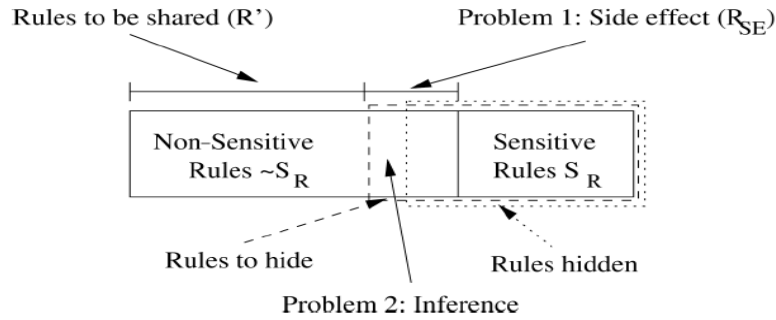 Rules to be shared (R’)
Problem 1: Side effect (R_SE)
Non-Sensitive
Rules ~S_R
Sensitive
Rules S_R
Rules to hide
Rules hidden
Problem 2: Inference